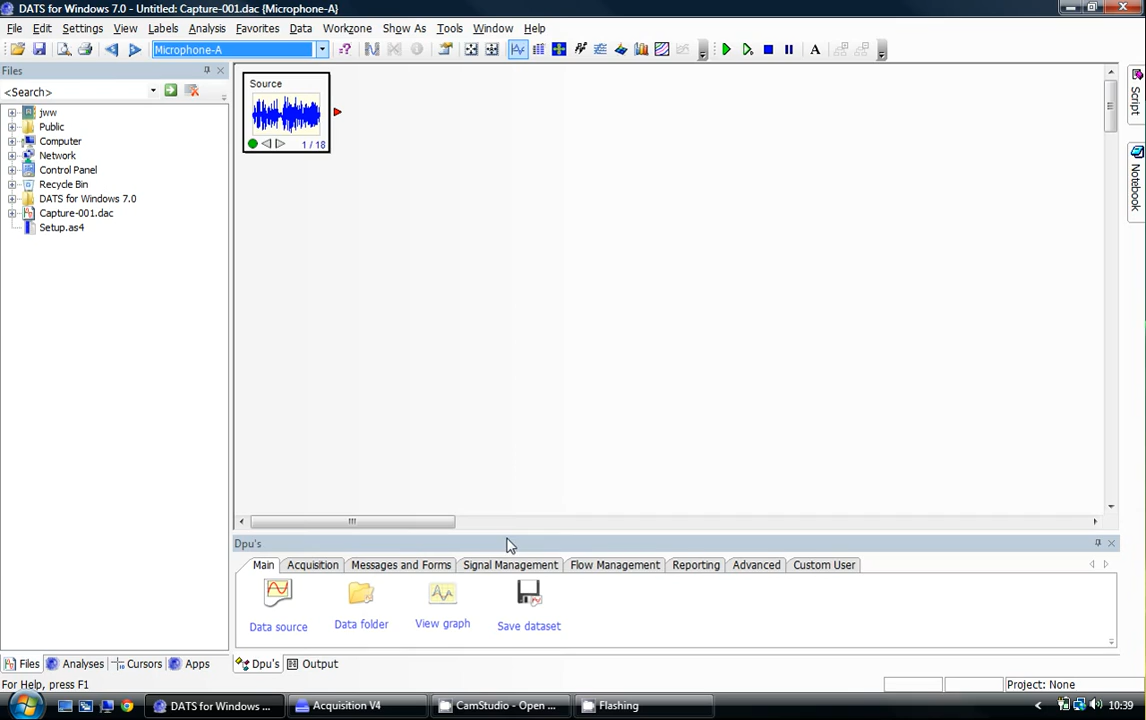 DATS for Windows 7.0 - Untitled: Capture-001.dac {Microphone-A}
File Edit Settings View Labels Analysis Favorites Data Workzone Show As Tools Window Help
Microphone-A
Files
<Search>
jww
Public
Computer
Network
Control Panel
Recycle Bin
DATS for Windows 7.0
Capture-001.dac
Setup.as4
Source
1 / 18
Script
Notebook
Dpu's
Main Acquisition Messages and Forms Signal Management Flow Management Reporting Advanced Custom User
Data source Data folder View graph Save dataset
Files Analyses Cursors Apps Dpu's Output
For Help, press F1 Project: None
DATS for Windows ... Acquisition V4 CamStudio - Open ... Flashing 10:39